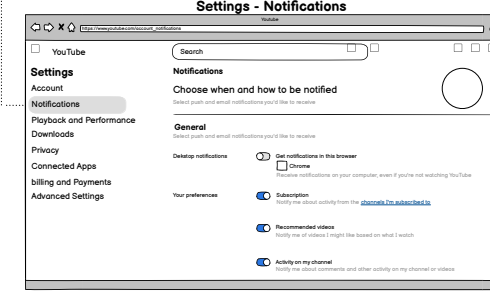 Settings - Notifications
Youtube
https://www.youtube.com/account_notifications
YouTube
Search
Settings
Account
Notifications
Playback and Performance
Downloads
Privacy
Connected Apps
billing and Payments
Advanced Settings
Notifications
Choose when and how to be notified
Select push and email notifications you'd like to receive
General
Select push and email notifications you'd like to receive
Dekstop notifications
Get notifications in this browser
Chrome
Receive notifications on your computer, even if you're not watching YouTube
Your preferences
Subscription
Notify me about activity from the channels I'm subscribed to
Recommended videos
Notify me of videos I might like based on what I watch
Activity on my channel
Notify me about comments and other activity on my channel or videos